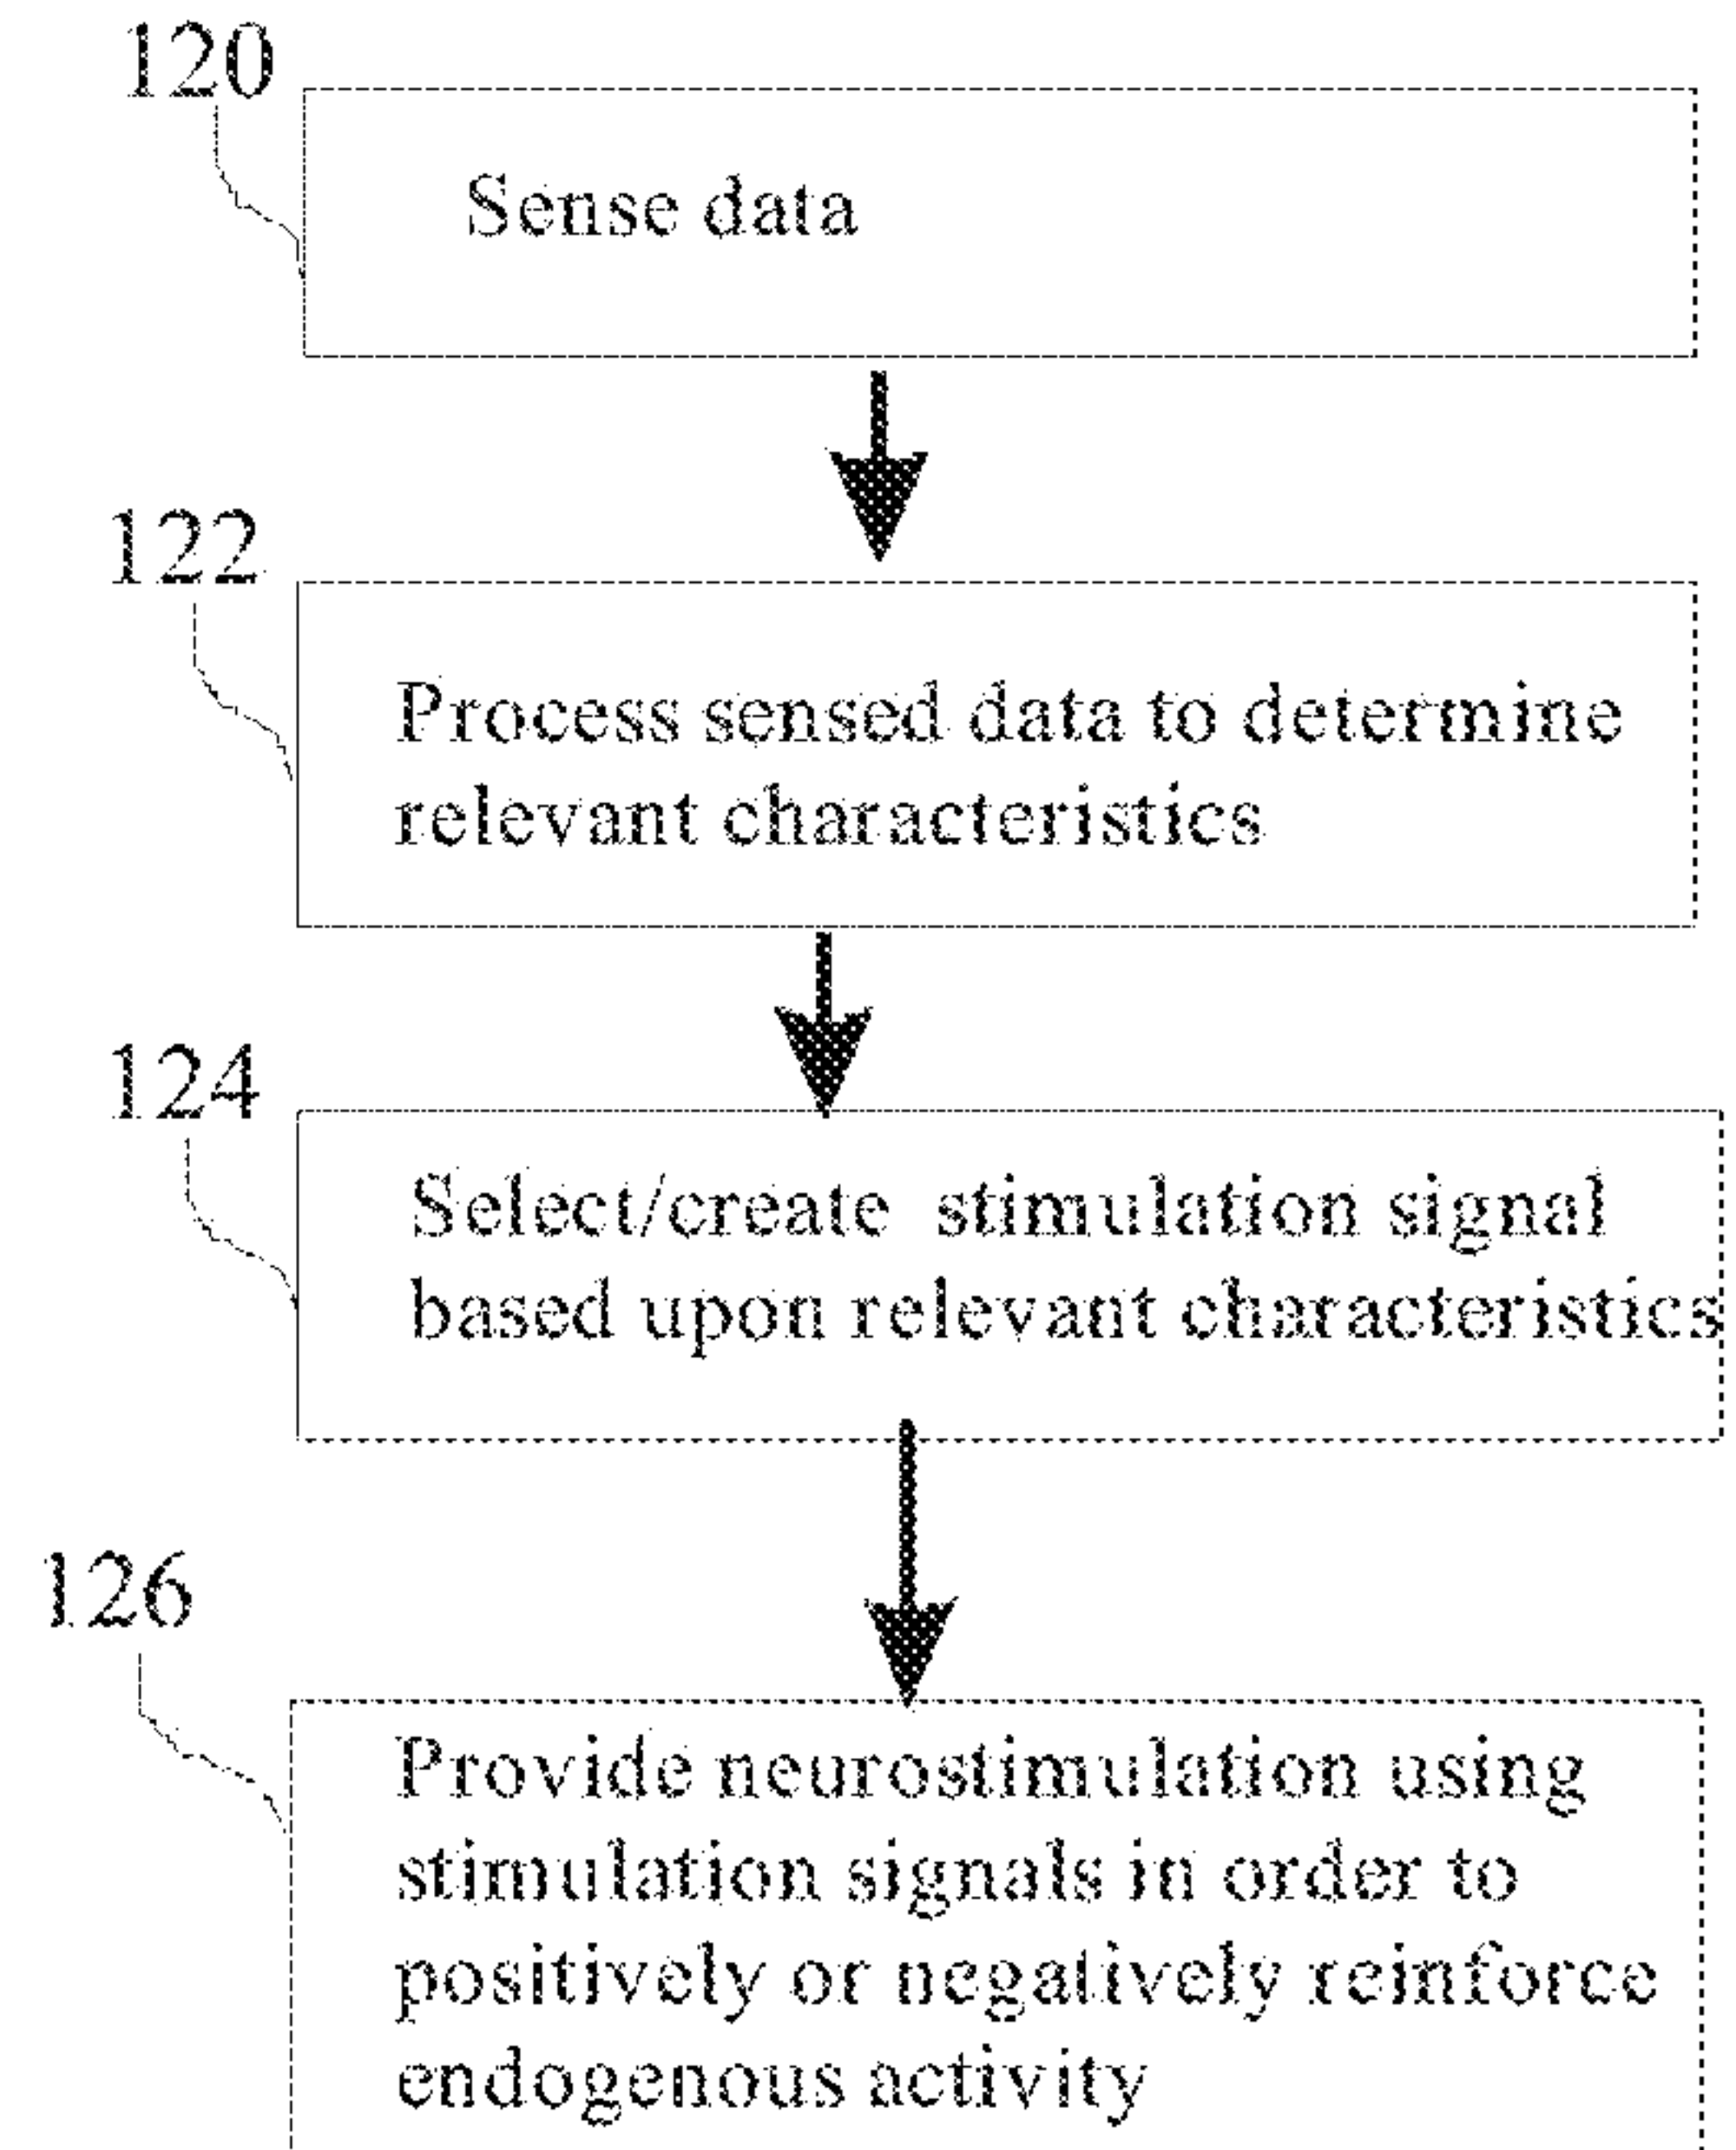 120
Sense data
122
Process sensed data to determine
relevant characteristics
124
Select/create stimulation signal
based upon relevant characteristics
126
Provide neurostimulation using
stimulation signals in order to
positively or negatively reinforce
endogenous activity